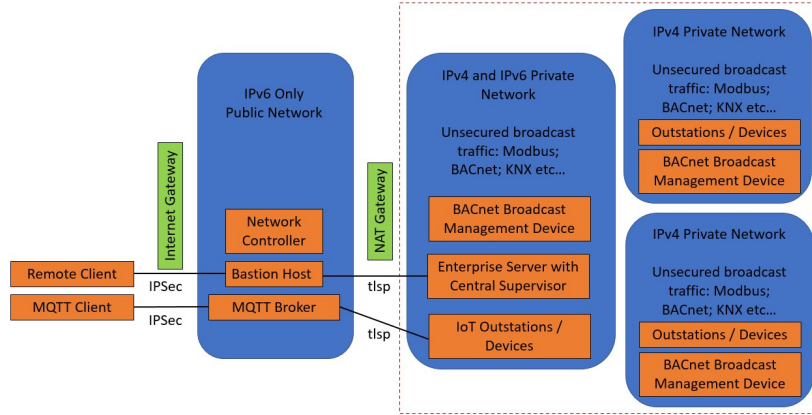 IPv6 Only
Public Network
Internet Gateway
Network
Controller
Remote Client
IPSec
Bastion Host
MQTT Client
IPSec
MQTT Broker
NAT Gateway
tlsp
tlsp
IPv4 and IPv6 Private
Network
Unsecured broadcast
traffic: Modbus;
BACnet; KNX etc...
BACnet Broadcast
Management Device
Enterprise Server with
Central Supervisor
IoT Outstations /
Devices
IPv4 Private Network
Unsecured broadcast
traffic: Modbus;
BACnet; KNX etc...
Outstations / Devices
BACnet Broadcast
Management Device
IPv4 Private Network
Unsecured broadcast
traffic: Modbus;
BACnet; KNX etc...
Outstations / Devices
BACnet Broadcast
Management Device